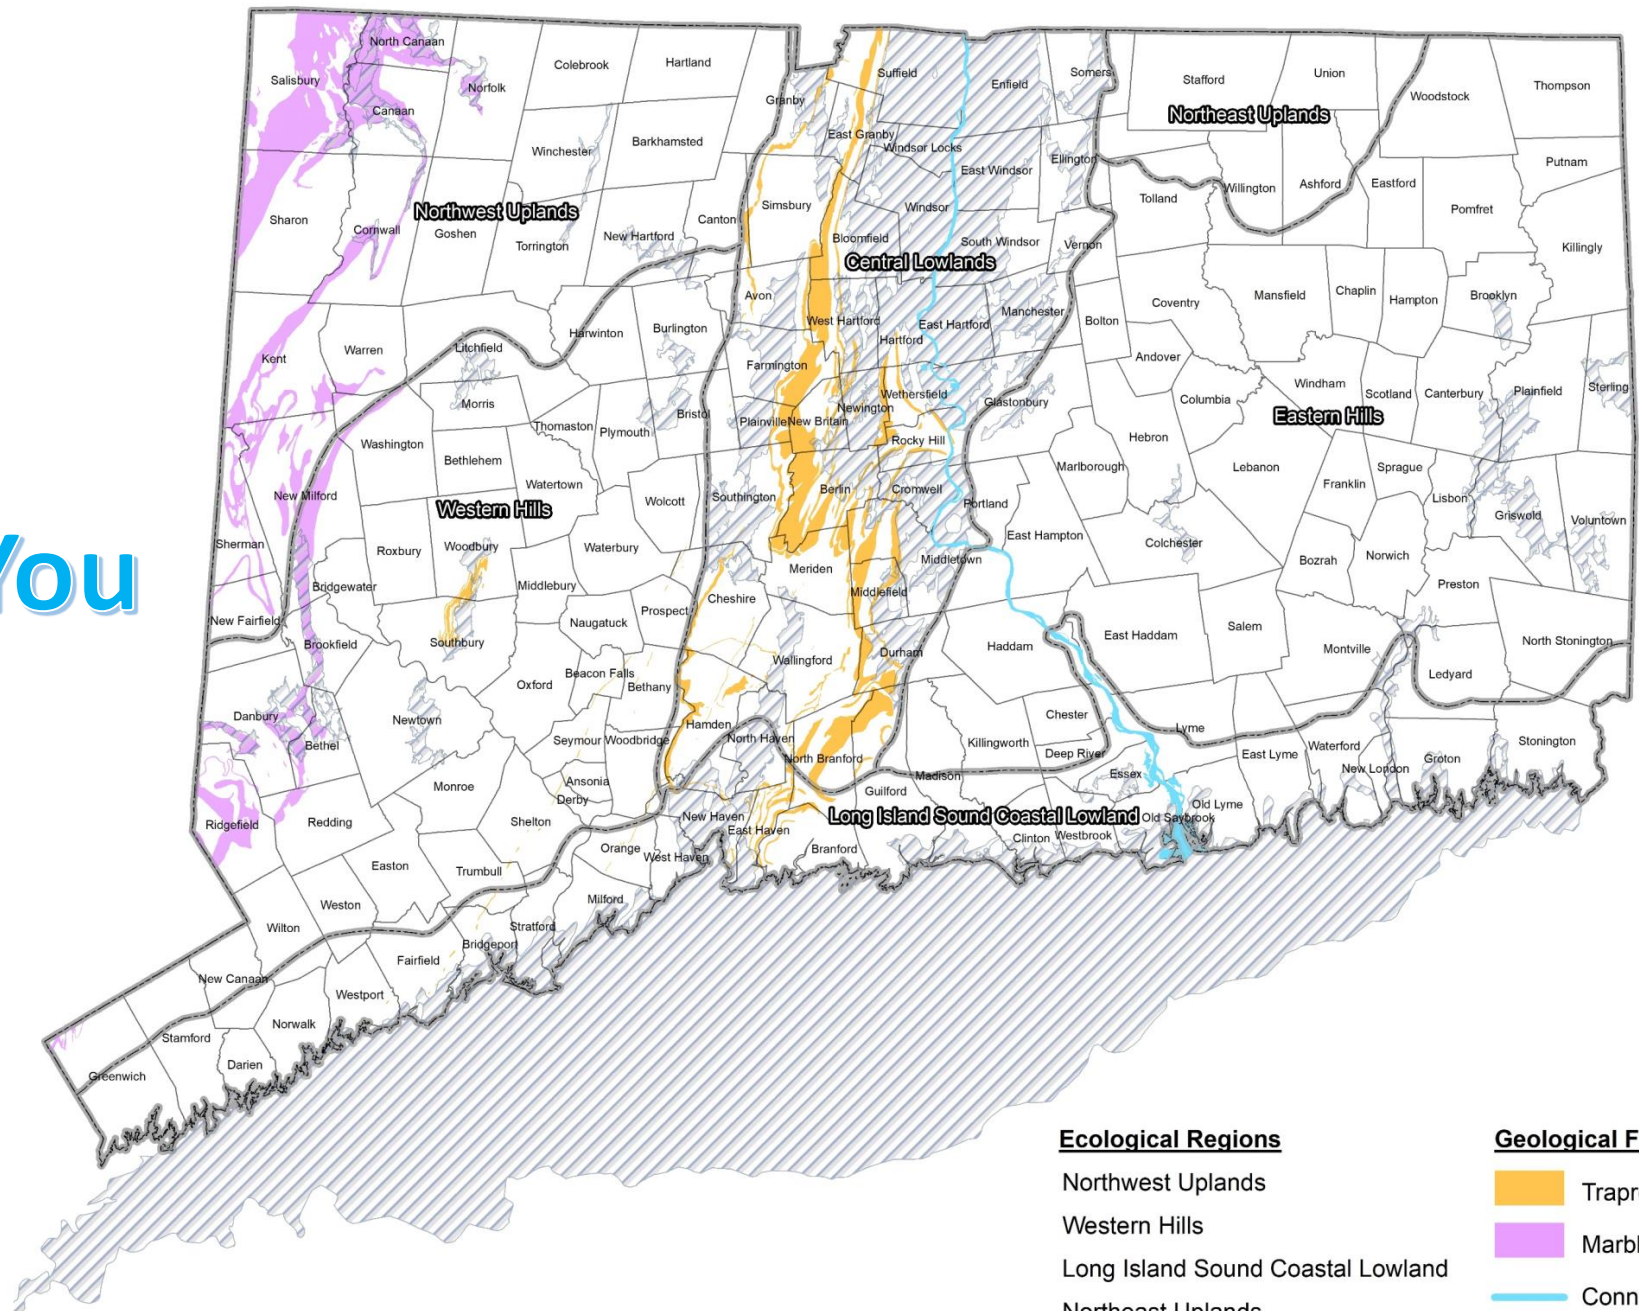 You
North Canaan
Salisbury
Canaan
Norfolk
Colebrook
Hartland
Granby
Suffield
Enfield
Somers
Stafford
Union
Woodstock
Thompson
Northeast Uplands
Winchester
Barkhamsted
East Granby
Windsor Locks
East Windsor
Ellington
Putnam
Willington
Ashford
Eastford
Tolland
Pomfret
Sharon
Cornwall
Northwest Uplands
Goshen
Torrington
New Hartford
Canton
Simsbury
Windsor
Bloomfield
South Windsor
Vernon
Killingly
Central Lowlands
Avon
West Hartford
Hartford
East Hartford
Manchester
Bolton
Coventry
Mansfield
Chaplin
Hampton
Brooklyn
Kent
Warren
Litchfield
Harwinton
Burlington
Farmington
Andover
Morris
Bristol
Plainville
New Britain
Newington
Wethersfield
Glastonbury
Columbia
Windham
Scotland
Canterbury
Plainfield
Sterling
Eastern Hills
Washington
Thomaston
Plymouth
Rocky Hill
Hebron
Bethlehem
Watertown
Marlborough
Lebanon
Franklin
Sprague
Lisbon
New Milford
Wolcott
Southington
Berlin
Cromwell
Portland
Western Hills
Griswold
Voluntown
Sherman
Roxbury
Woodbury
Waterbury
Middletown
East Hampton
Colchester
Bozrah
Norwich
Bridgewater
Middlebury
Meriden
Middlefield
Preston
New Fairfield
Prospect
Cheshire
Naugatuck
Brookfield
Southbury
Wallingford
Durham
Haddam
East Haddam
Salem
Montville
Ledyard
North Stonington
Oxford
Beacon Falls
Bethany
Danbury
Bethel
Newtown
Hamden
North Haven
Seymour
Woodbridge
North Branford
Killingworth
Chester
Deep River
Lyme
East Lyme
Waterford
New London
Groton
Stonington
Monroe
Ansonia
Derby
Madison
Guilford
Essex
Old Lyme
Ridgefield
Redding
Shelton
New Haven
East Haven
Long Island Sound Coastal Lowland
Old Saybrook
Easton
Trumbull
Orange
West Haven
Branford
Clinton
Westbrook
Weston
Milford
Wilton
Stratford
Bridgeport
Fairfield
New Canaan
Westport
Norwalk
Stamford
Darien
Greenwich
Ecological Regions
Northwest Uplands
Western Hills
Long Island Sound Coastal Lowland
Northeast Uplands
Geological F
Trapr
Marbl
Conn